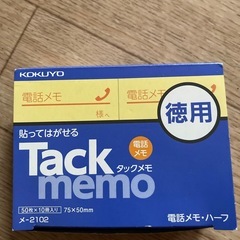 KOKUYO
電話メモ
様へ
電話メモ
徳用
貼ってはがせる
Tack
電話
メモ
タックメモ
memo
50枚×10冊入り
75×50mm
メ-2102
電話メモ・ハーフ